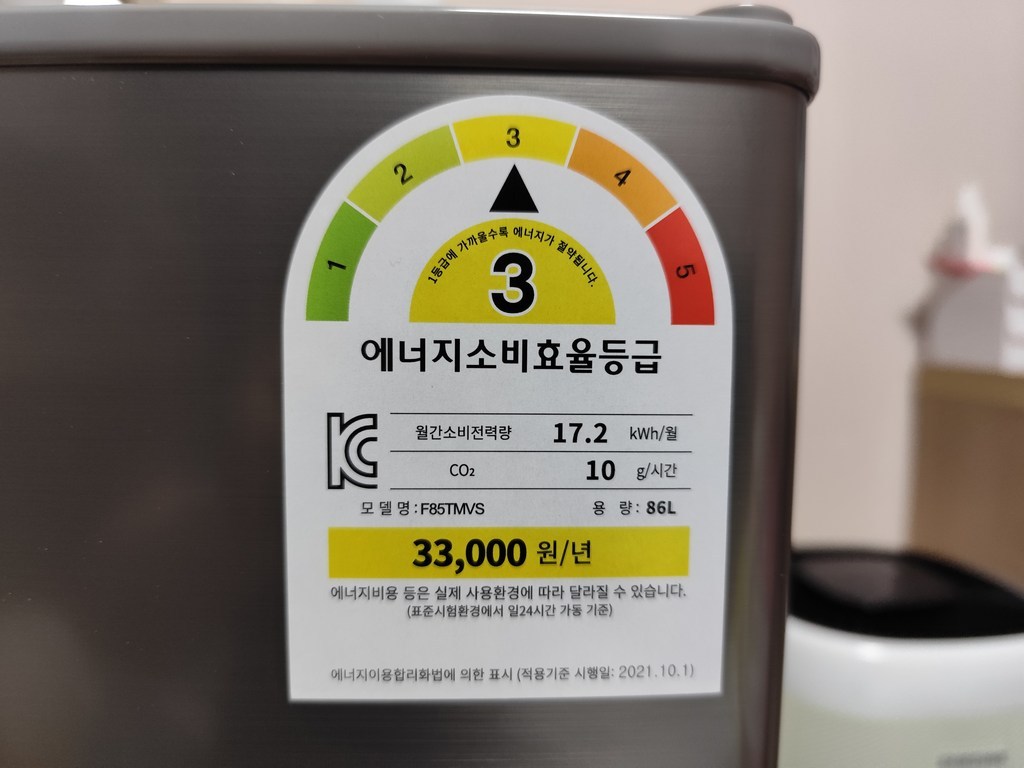 1 2 3 4 5
1등급에 가까울수록 에너지가 절약됩니다.
3
에너지소비효율등급
월간소비전력량 17.2 kWh/월
CO₂ 10 g/시간
모델명 : F85TMVS 용 량 : 86L
33,000 원/년
에너지비용 등은 실제 사용환경에 따라 달라질 수 있습니다.
(표준시험환경에서 일24시간 가동 기준)
에너지이용합리화법에 의한 표시 (적용기준 시행일: 2021.10.1)